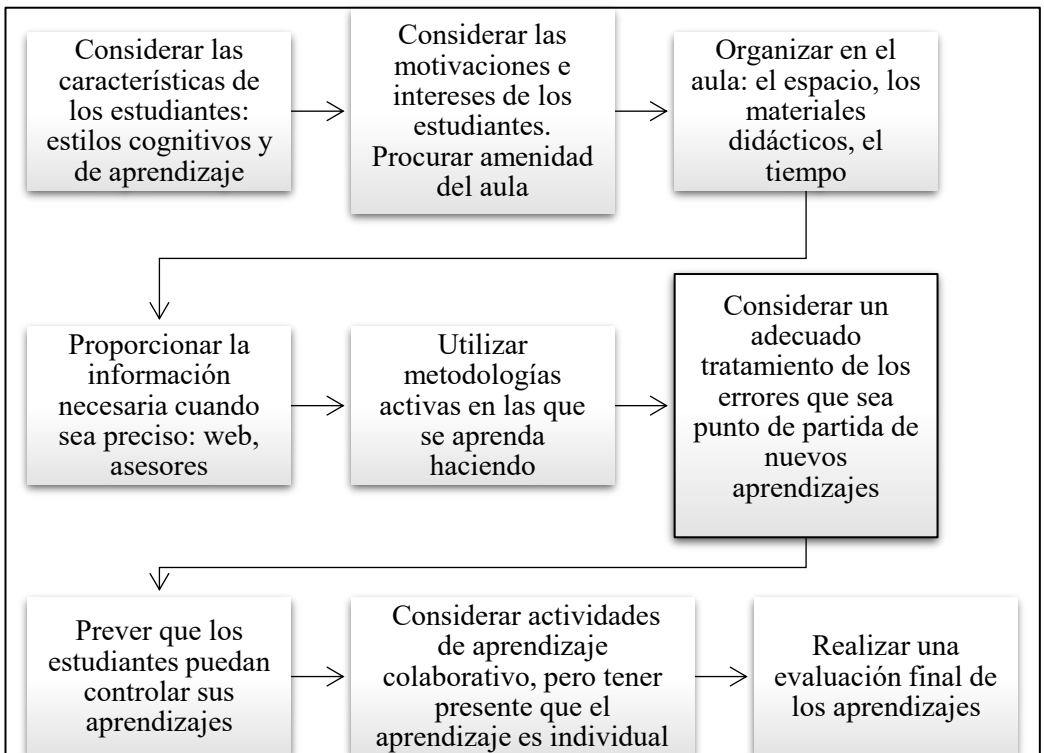 Considerar las
características de
los estudiantes:
estilos cognitivos y
de aprendizaje
Considerar las
motivaciones e
intereses de los
estudiantes.
Procurar amenidad
del aula
Organizar en el
aula: el espacio, los
materiales
didácticos, el
tiempo
Proporcionar la
información
necesaria cuando
sea preciso: web,
asesores
Utilizar
metodologías
activas en las que
se aprenda
haciendo
Considerar un
adecuado
tratamiento de los
errores que sea
punto de partida de
nuevos
aprendizajes
Prever que los
estudiantes puedan
controlar sus
aprendizajes
Considerar actividades
de aprendizaje
colaborativo, pero tener
presente que el
aprendizaje es individual
Realizar una
evaluación final de
los aprendizajes